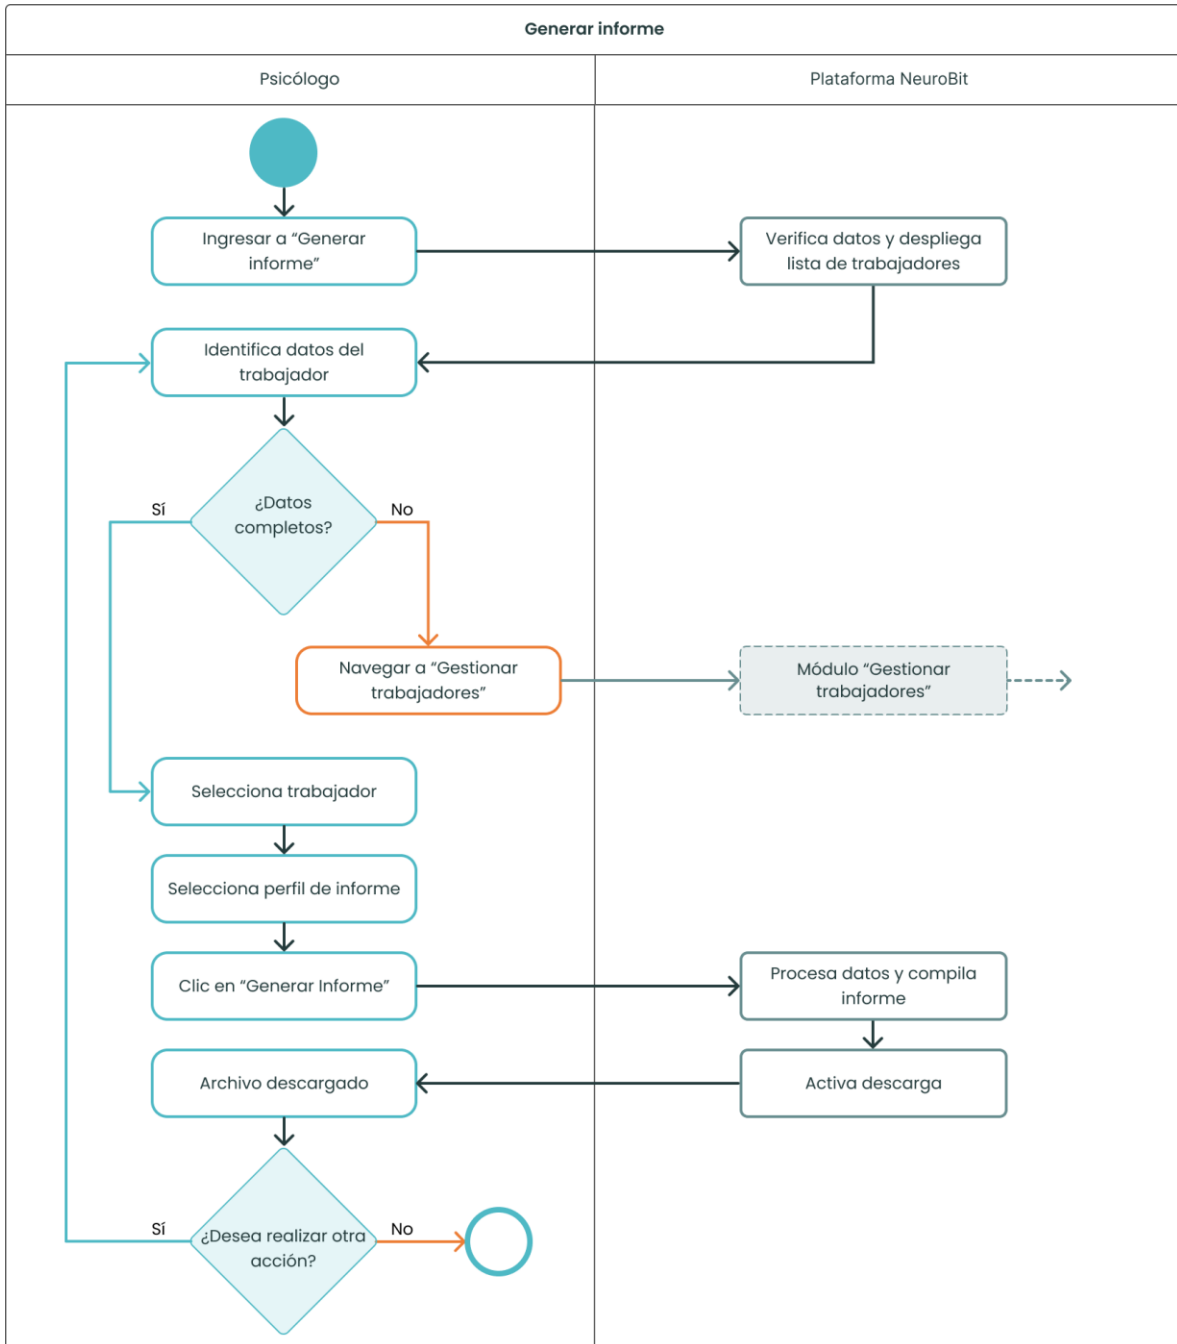 Generar informe
Psicólogo
Plataforma NeuroBit
Ingresar a “Generar
informe”
Verifica datos y despliega
lista de trabajadores
Identifica datos del
trabajador
¿Datos
completos?
Sí
No
Navegar a “Gestionar
trabajadores”
Módulo “Gestionar
trabajadores”
Selecciona trabajador
Selecciona perfil de informe
Clic en “Generar Informe”
Procesa datos y compila
informe
Archivo descargado
Activa descarga
¿Desea realizar otra
acción?
Sí
No